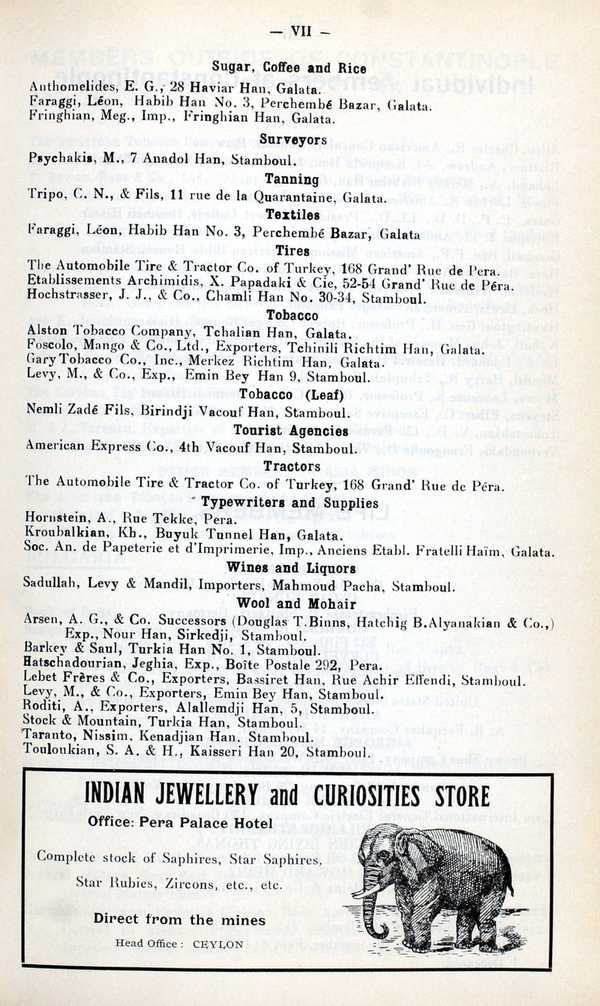 — VII —
Sugar, Coffee and Rice
Anthomelides, E. G., 28 Haviar Han, Galata.
Faraggi, Léon, Habib Han No. 3, Perchembé Bazar, Galata.
Fringhian, Meg., Imp., Fringhian Han, Galata.
Surveyors
Psychakis, M., 7 Anadol Han, Stamboul.
Tanning
Tripo, C. N., & Fils, 11 rue de la Quarantaine, Galata.
Textiles
Faraggi, Léon, Habib Han No. 3, Perchembé Bazar, Galata
Tires
The Automobile Tire & Tractor Co. of Turkey, 168 Grand' Rue de Pera.
Etablissements Archimidis, X. Papadaki & Cie, 52-54 Grand' Rue de Péra.
Hochstrasser, J. J., & Co., Chamli Han No. 30-34, Stamboul.
Tobacco
Alston Tobacco Company, Tchalian Han, Galata.
Foscolo, Mango & Co., Ltd., Exporters, Tchinili Richtim Han, Galata.
Gary Tobacco Co., Inc., Merkez Richtim Han, Galata.
Levy, M., & Co., Exp., Emin Bey Han 9, Stamboul.
Tobacco (Leaf)
Nemli Zadé Fils, Birindji Vacouf Han, Stamboul.
Tourist Agencies
American Express Co., 4th Vacouf Han, Stamboul.
Tractors
The Automobile Tire & Tractor Co. of Turkey, 168 Grand' Rue de Péra.
Typewriters and Supplies
Hornstein, A., Rue Tekke, Pera.
Kroubalkian, Kh., Buyuk Tunnel Han, Galata.
Soc. An. de Papeterie et d'Imprimerie, Imp., Anciens Etabl. Fratelli Haïm, Galata.
Wines and Liquors
Sadullah, Levy & Mandil, Importers, Mahmoud Pacha, Stamboul.
Wool and Mohair
Arsen, A. G., & Co. Successors (Douglas T. Binns, Hatchig B. Alyanakian & Co.,)
Exp., Nour Han, Sirkedji, Stamboul.
Barkey & Saul, Turkia Han No. 1, Stamboul.
Hatschadourian, Jeghia, Exp., Boîte Postale 292, Pera.
Lebet Frères & Co., Exporters, Bassiret Han, Rue Achir Effendi, Stamboul.
Levy, M., & Co., Exporters, Emin Bey Han, Stamboul.
Roditi, A., Exporters, Alallemdji Han, 5, Stamboul.
Stock & Mountain, Turkia Han, Stamboul.
Taranto, Nissim, Kenadjian Han, Stamboul.
Touloukian, S. A. & H., Kaisseri Han 20, Stamboul.
INDIAN JEWELLERY and CURIOSITIES STORE
Office: Pera Palace Hotel
Complete stock of Saphires, Star Saphires,
Star Rubies, Zircons, etc., etc.
Direct from the mines
Head Office : CEYLON